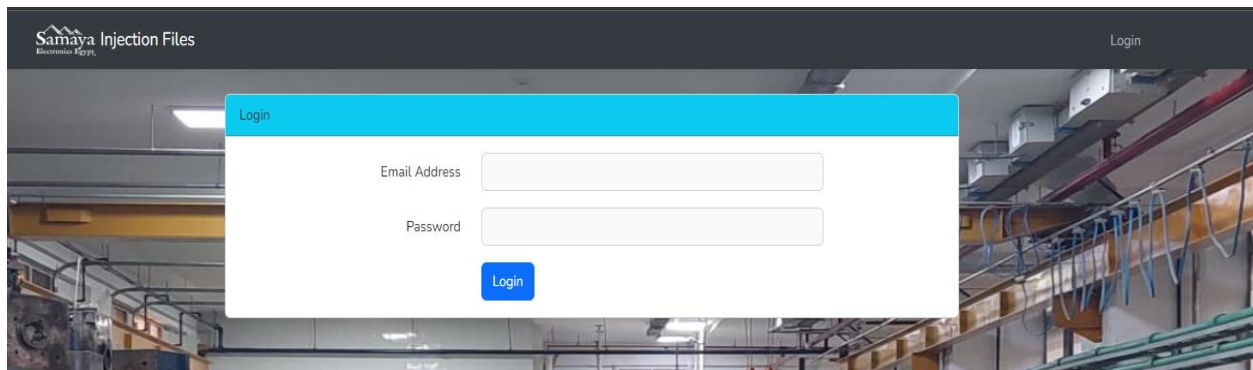 Samaya Injection Files
Electronics Egypt
Login
Login
Email Address
Password
Login